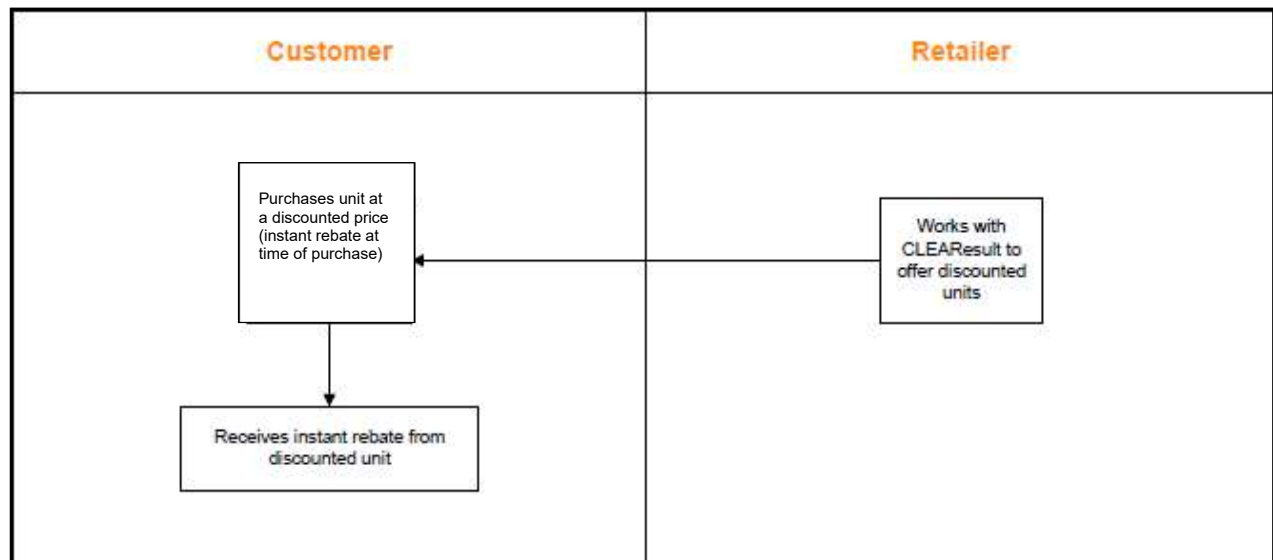 Customer
Retailer
Purchases unit at
a discounted price
(instant rebate at
time of purchase)
Works with
CLEAResult to
offer discounted
units
Receives instant rebate from
discounted unit